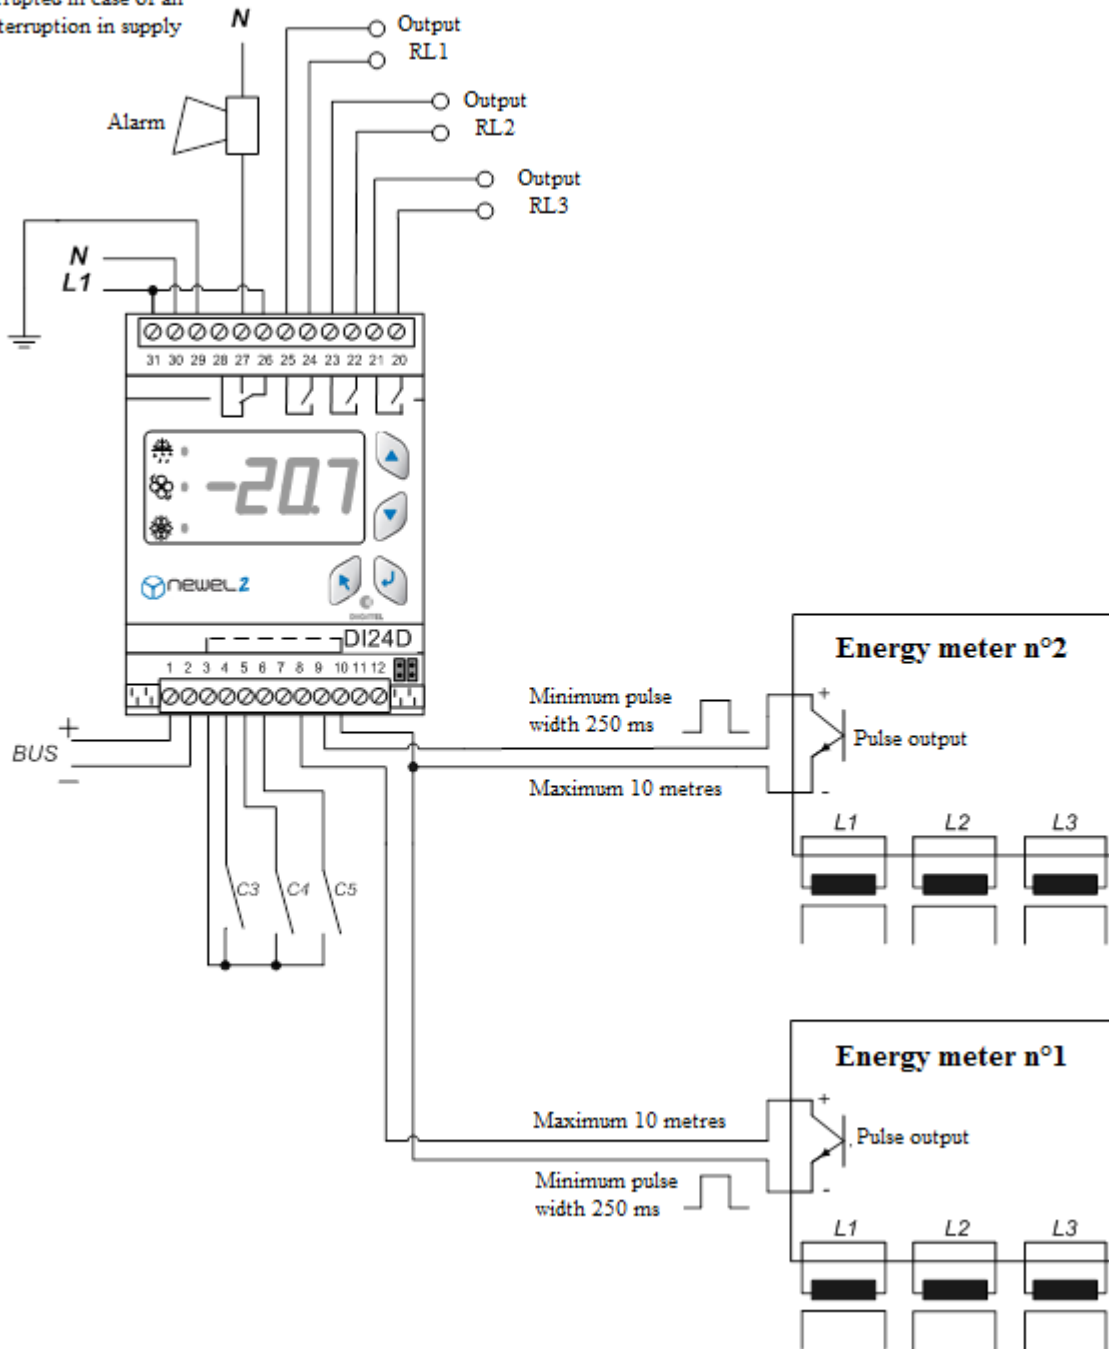 terruption in supply
N
Output
RL1
Alarm
Output
RL2
Output
RL3
N
L1
31 30 29 28 27 26 25 24 23 22 21 20
-20.7
newel 2
DIGITEL
DI24D
1 2 3 4 5 6 7 8 9 10 11 12
+
BUS
-
C3 C4 C5
Energy meter n°2
Minimum pulse
width 250 ms
+
Pulse output
Maximum 10 metres
-
L1 L2 L3
Energy meter n°1
+
Maximum 10 metres
Pulse output
Minimum pulse
width 250 ms
-
L1 L2 L3